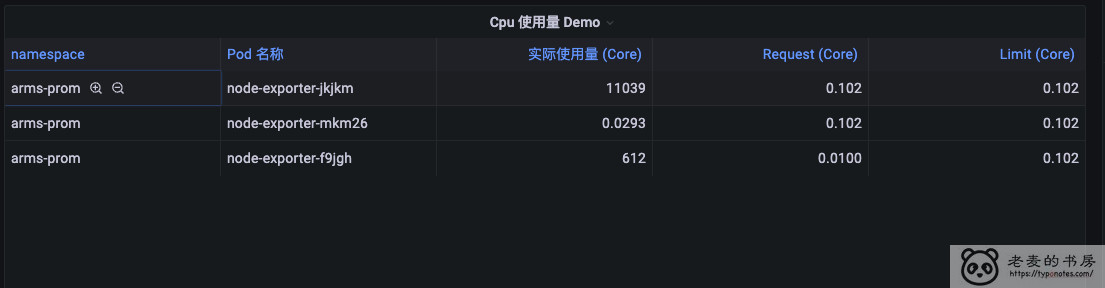 Cpu 使用量 Demo
namespace Pod 名称 实际使用量 (Core) Request (Core) Limit (Core)
arms-prom node-exporter-jkjkm 11039 0.102 0.102
arms-prom node-exporter-mkm26 0.0293 0.102 0.102
arms-prom node-exporter-f9jgh 612 0.0100 0.102
老麦的书房
https://typonotes.com/